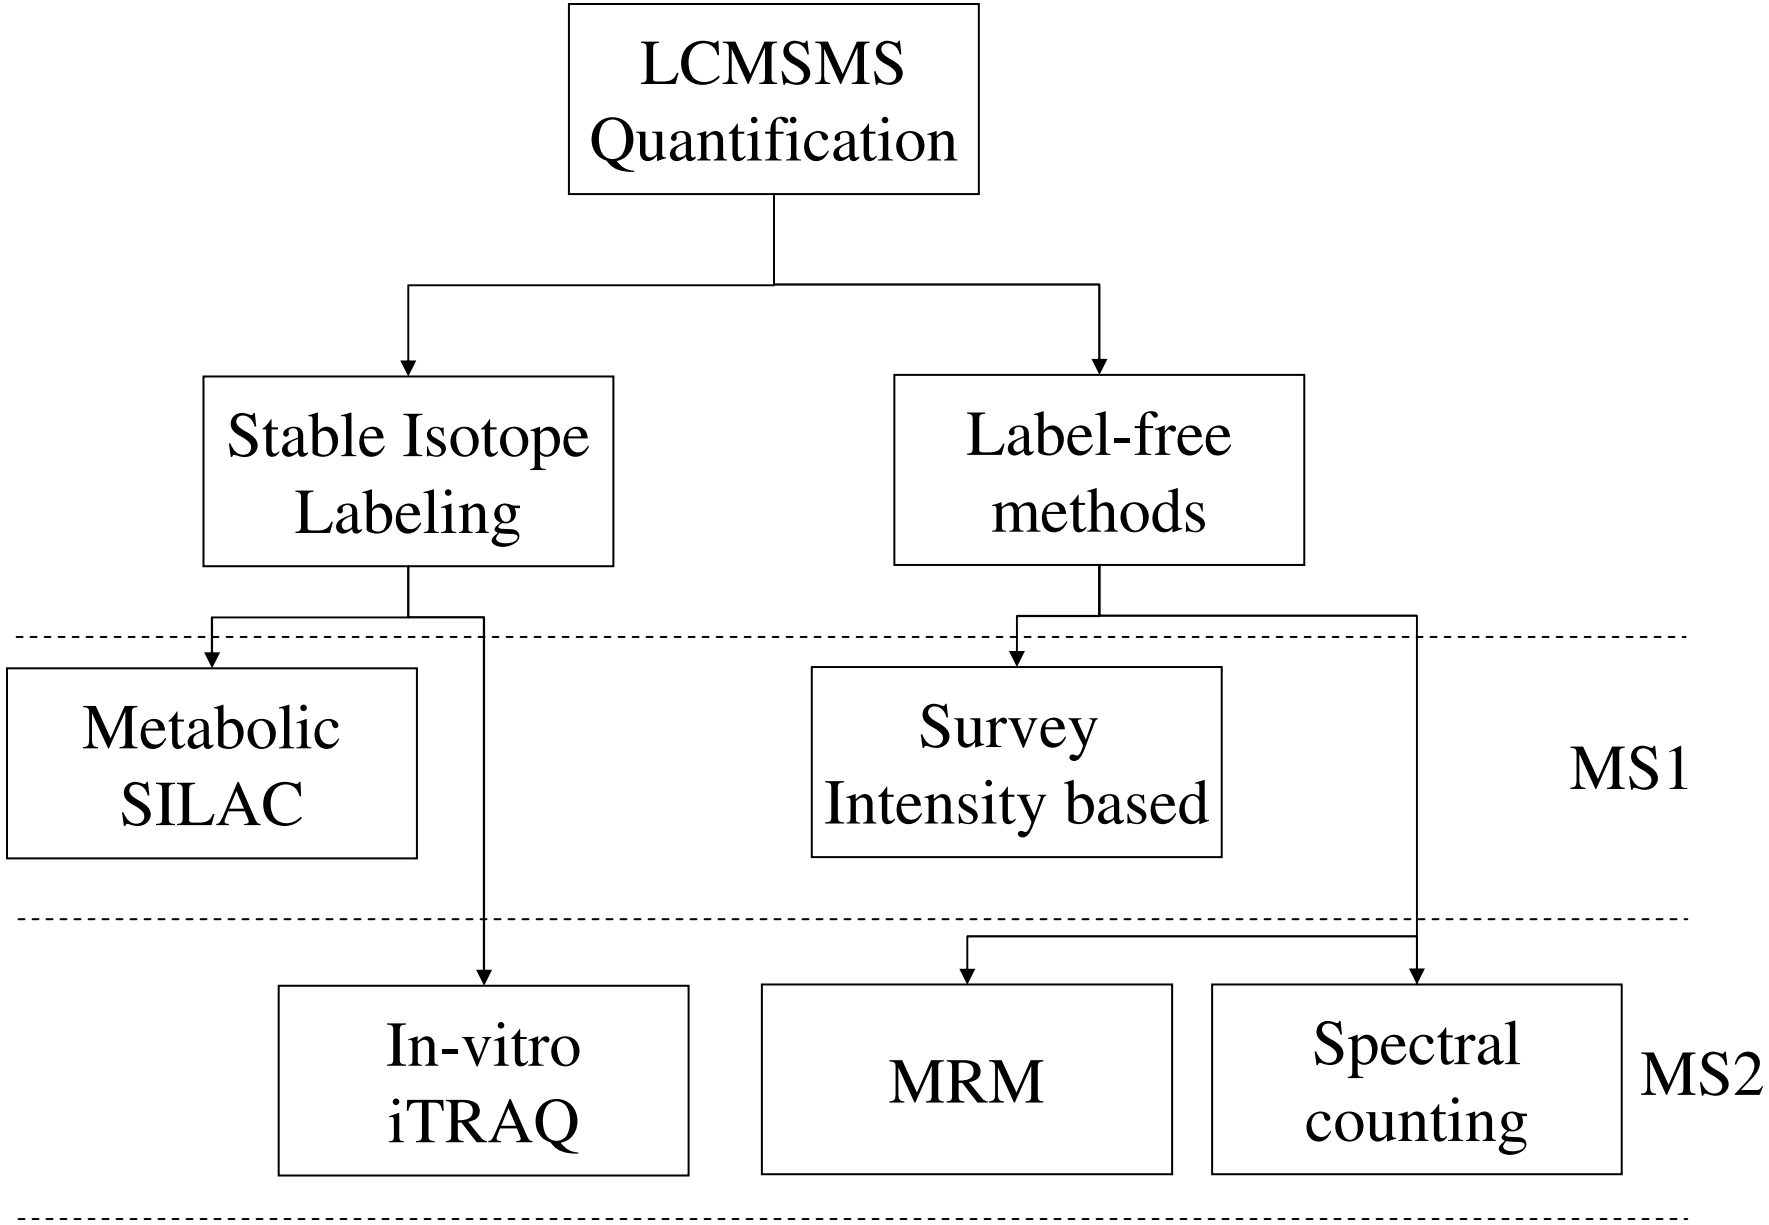 LCMSMS
Quantification
Stable Isotope
Labeling
Label-free
methods
Metabolic
SILAC
Survey
Intensity based
MS1
In-vitro
iTRAQ
MRM
Spectral
counting
MS2